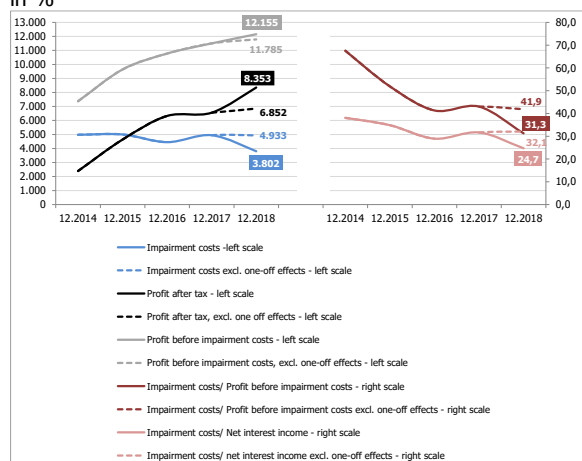 in %
13.000
12.000
11.000
10.000
9.000
8.000
7.000
6.000
5.000
4.000
3.000
2.000
1.000
0
12.155
11.785
8.353
6.852
4.933
3.802
12.2014 12.2015 12.2016 12.2017 12.2018
80,0
70,0
60,0
50,0
40,0
30,0
20,0
10,0
0,0
41,9
31,3
32,1
24,7
12.2014 12.2015 12.2016 12.2017 12.2018
Impairment costs -left scale
Impairment costs excl. one-off effects - left scale
Profit after tax - left scale
Profit after tax, excl. one off effects - left scale
Profit before impairment costs - left scale
Profit before impairment costs, excl. one-off effects - left scale
Impairment costs/ Profit before impairment costs - right scale
Impairment costs/ Profit before impairment costs excl. one-off effects - right scale
Impairment costs/ Net interest income - right scale
Impairment costs/ net interest income excl. one-off effects - right scale